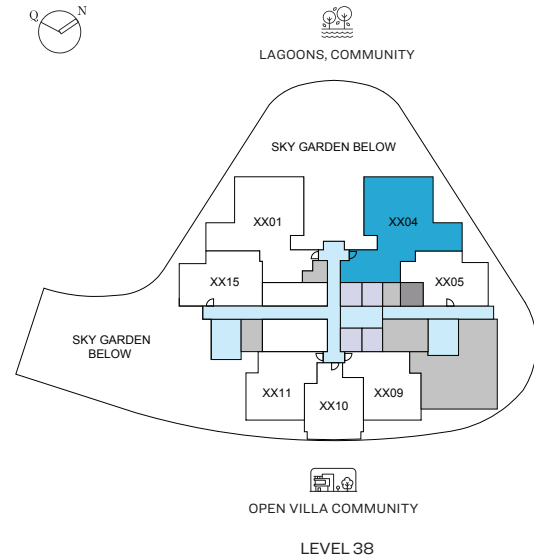 Q N
LAGOONS, COMMUNITY
SKY GARDEN BELOW
XX01
XX04
XX15
XX05
SKY GARDEN
BELOW
XX11
XX10
XX09
OPEN VILLA COMMUNITY
LEVEL 38